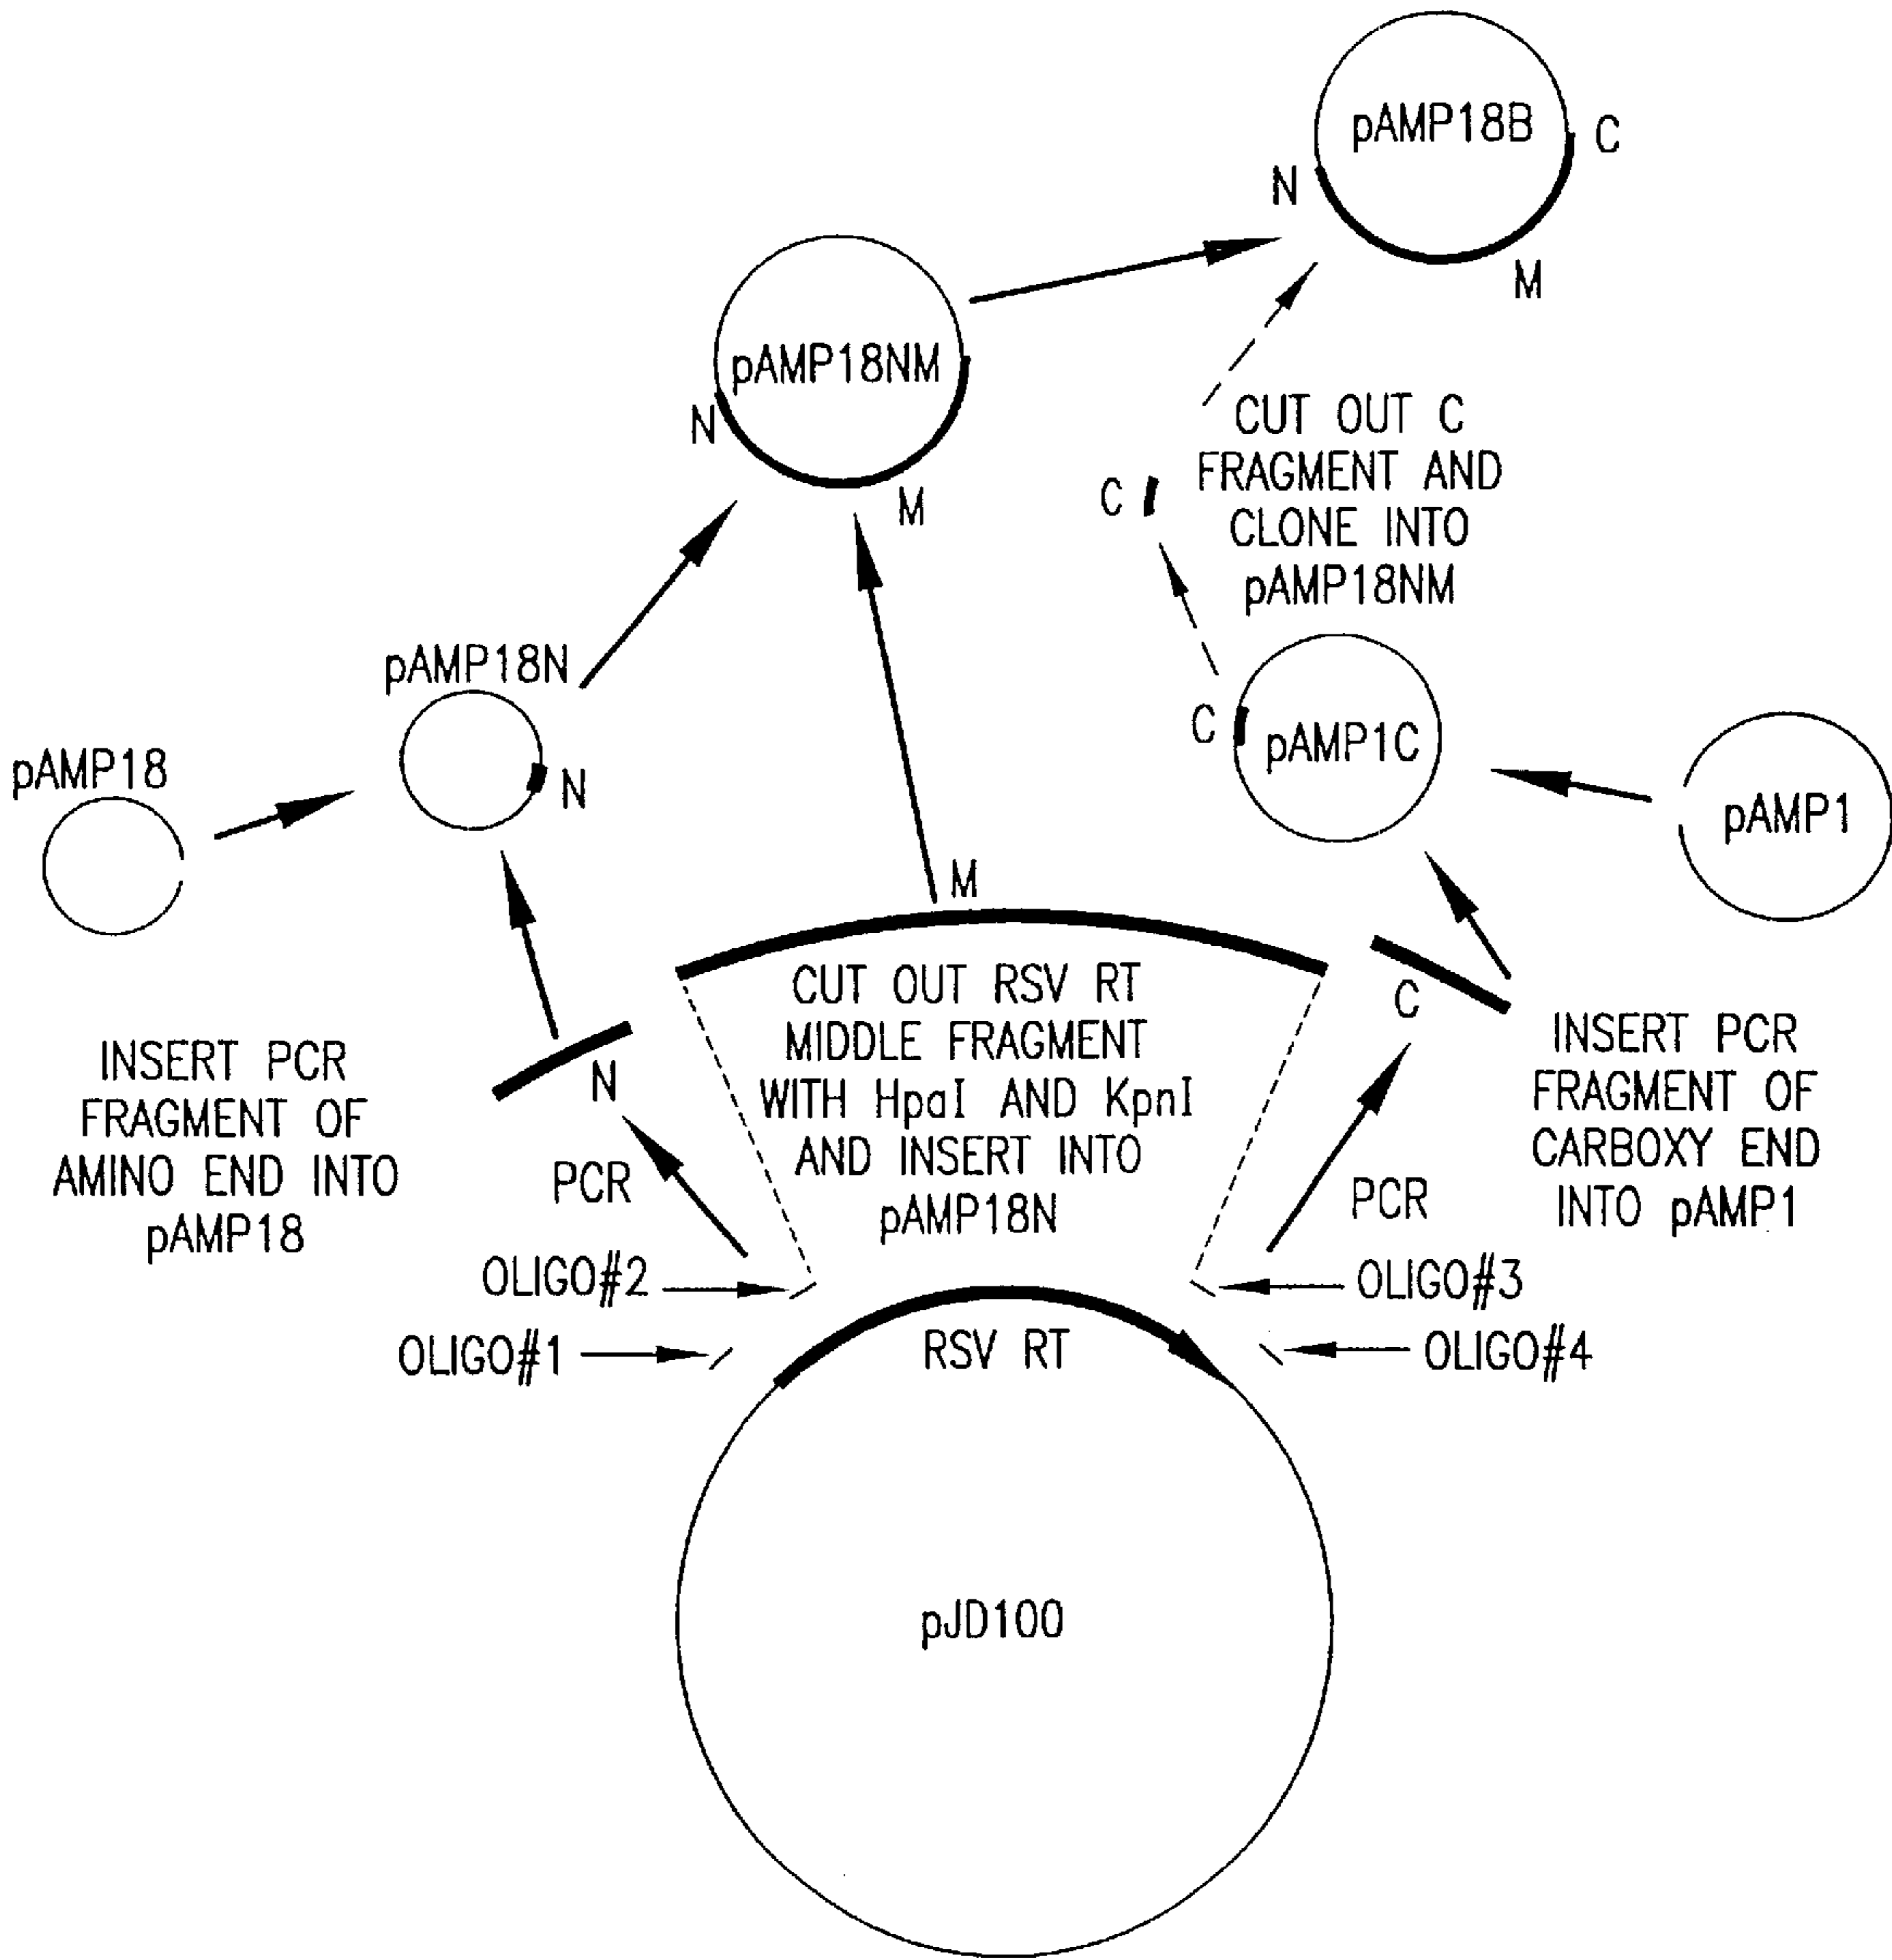 pAMP18B
C
N
M
pAMP18NM
N
M
CUT OUT C
FRAGMENT AND
CLONE INTO
pAMP18NM
C
pAMP18N
N
pAMP18
C
pAMP1C
pAMP1
M
CUT OUT RSV RT
MIDDLE FRAGMENT
WITH HpaI AND KpnI
AND INSERT INTO
pAMP18N
C
N
INSERT PCR
FRAGMENT OF
AMINO END INTO
pAMP18
INSERT PCR
FRAGMENT OF
CARBOXY END
INTO pAMP1
PCR
PCR
OLIGO#2
OLIGO#3
OLIGO#1
RSV RT
OLIGO#4
pJD100